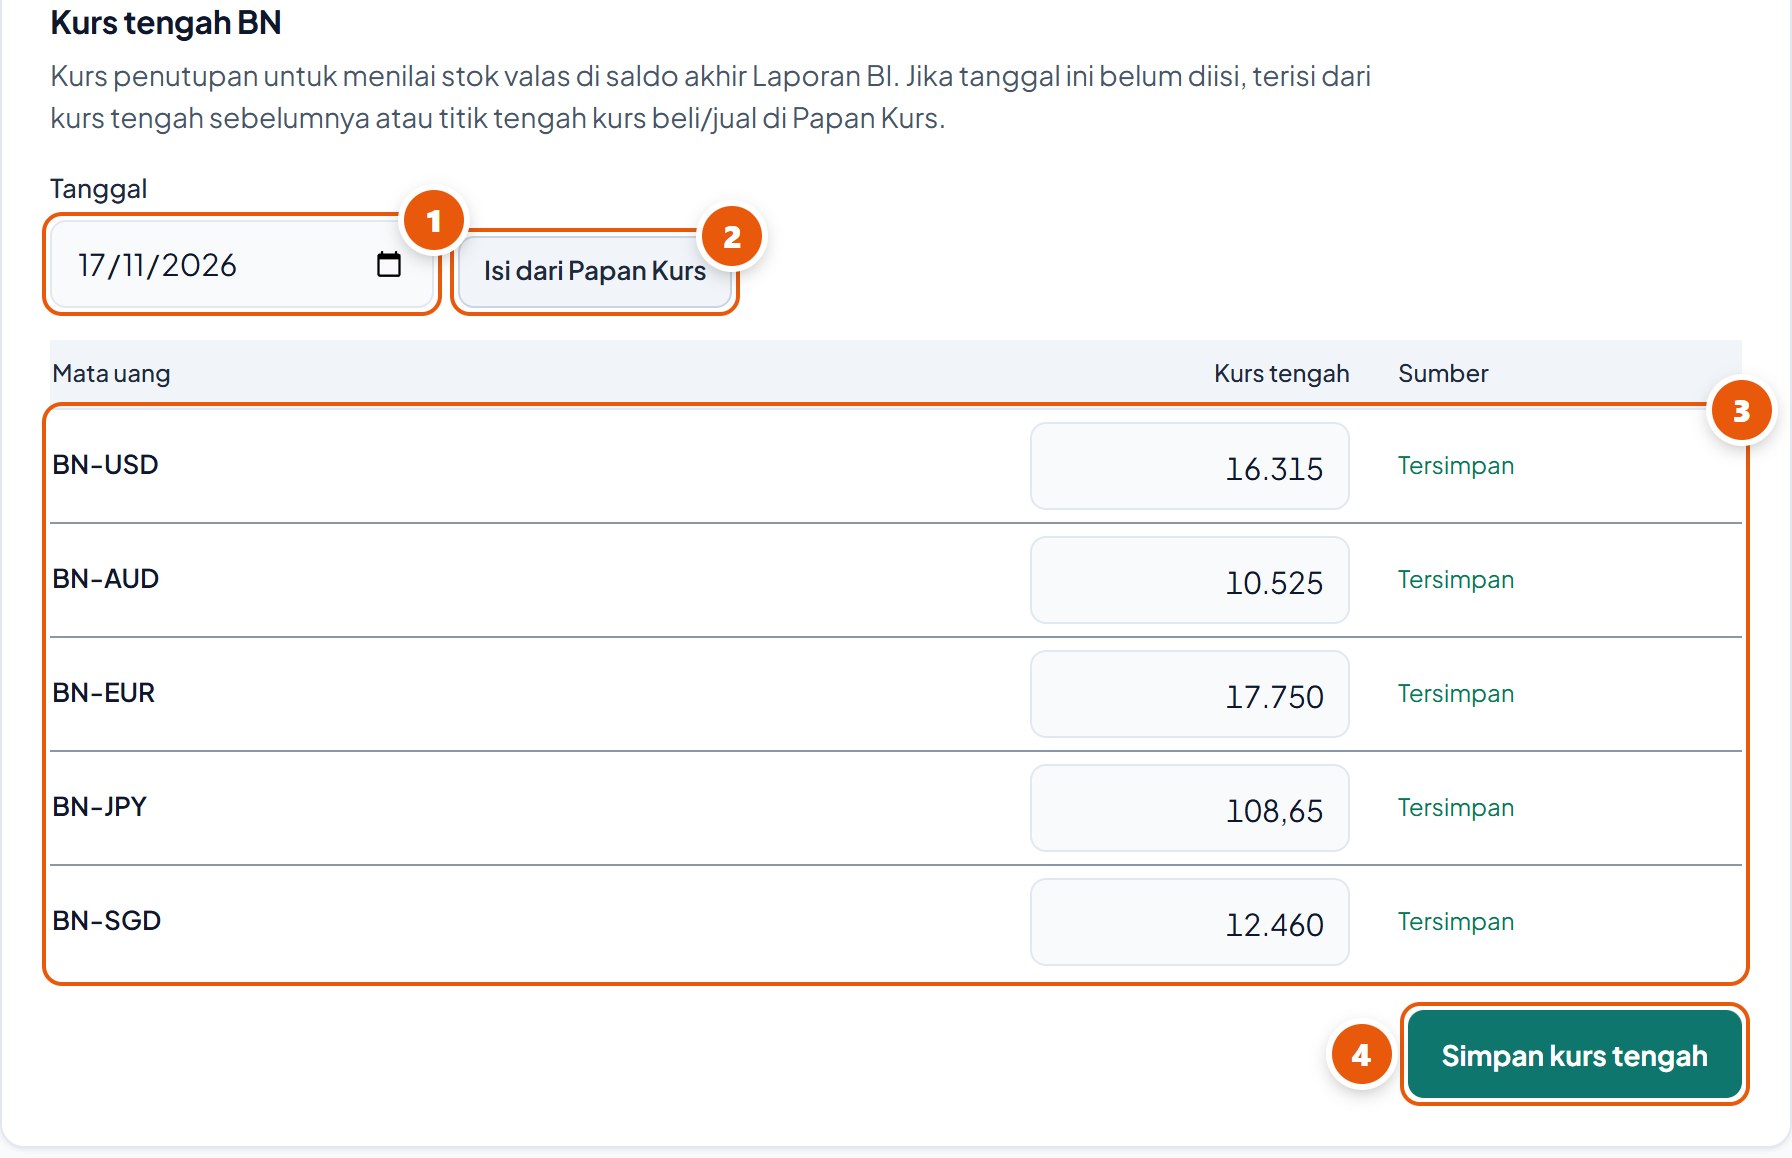 Kurs tengah BN
Kurs penutupan untuk menilai stok valas di saldo akhir Laporan BI. Jika tanggal ini belum diisi, terisi dari
kurs tengah sebelumnya atau titik tengah kurs beli/jual di Papan Kurs.
Tanggal
17/11/2026 1 Isi dari Papan Kurs 2
Mata uang Kurs tengah Sumber
3
BN-USD 16.315 Tersimpan
BN-AUD 10.525 Tersimpan
BN-EUR 17.750 Tersimpan
BN-JPY 108,65 Tersimpan
BN-SGD 12.460 Tersimpan
4 Simpan kurs tengah